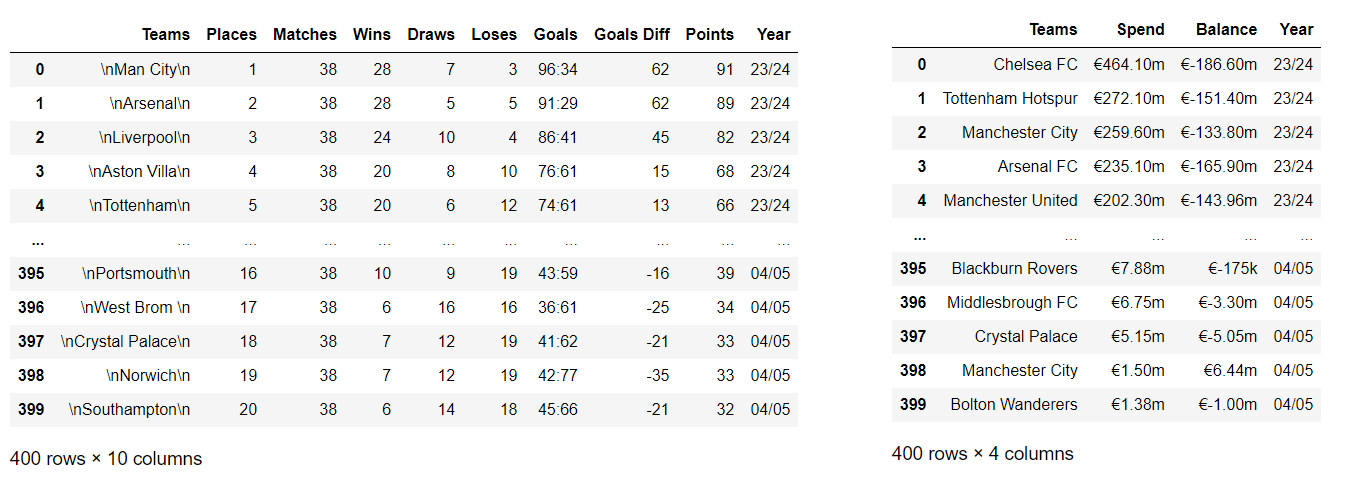 Teams Places Matches Wins Draws Loses Goals Goals Diff Points Year
0 \nMan City\n 1 38 28 7 3 96:34 62 91 23/24
1 \nArsenal\n 2 38 28 5 5 91:29 62 89 23/24
2 \nLiverpool\n 3 38 24 10 4 86:41 45 82 23/24
3 \nAston Villa\n 4 38 20 8 10 76:61 15 68 23/24
4 \nTottenham\n 5 38 20 6 12 74:61 13 66 23/24
... ... ... ... ... ... ... ... ... ... ...
395 \nPortsmouth\n 16 38 10 9 19 43:59 -16 39 04/05
396 \nWest Brom \n 17 38 6 16 16 36:61 -25 34 04/05
397 \nCrystal Palace\n 18 38 7 12 19 41:62 -21 33 04/05
398 \nNorwich\n 19 38 7 12 19 42:77 -35 33 04/05
399 \nSouthampton\n 20 38 6 14 18 45:66 -21 32 04/05
400 rows × 10 columns
Teams Spend Balance Year
0 Chelsea FC €464.10m €-186.60m 23/24
1 Tottenham Hotspur €272.10m €-151.40m 23/24
2 Manchester City €259.60m €-133.80m 23/24
3 Arsenal FC €235.10m €-165.90m 23/24
4 Manchester United €202.30m €-143.96m 23/24
... ... ... ... ...
395 Blackburn Rovers €7.88m €-175k 04/05
396 Middlesbrough FC €6.75m €-3.30m 04/05
397 Crystal Palace €5.15m €-5.05m 04/05
398 Manchester City €1.50m €6.44m 04/05
399 Bolton Wanderers €1.38m €-1.00m 04/05
400 rows × 4 columns